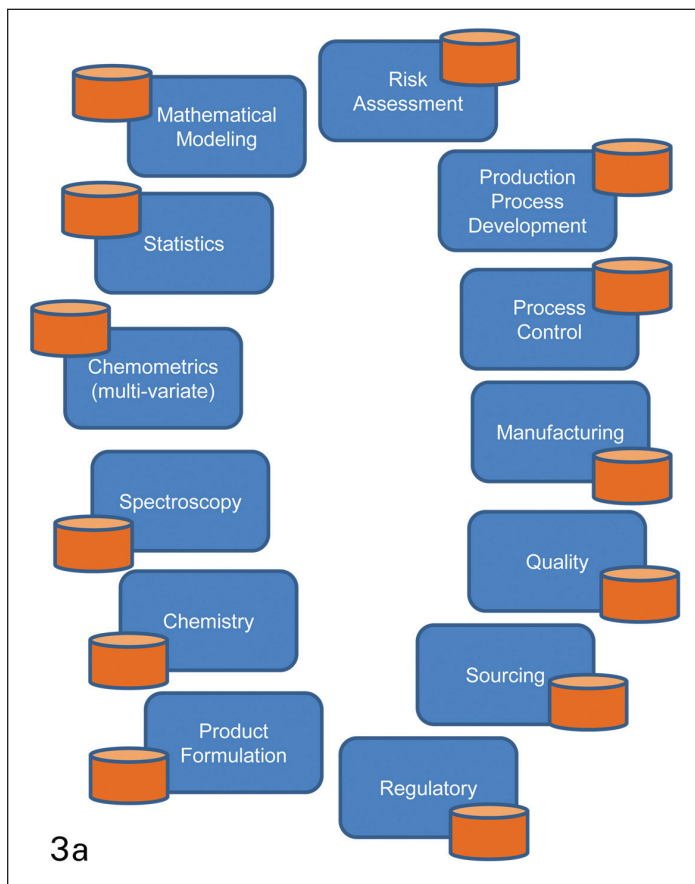 Mathematical
Modeling
Statistics
Chemometrics
(multi-variate)
Spectroscopy
Chemistry
Product
Formulation
Risk
Assessment
Production
Process
Development
Process
Control
Manufacturing
Quality
Sourcing
Regulatory
3a